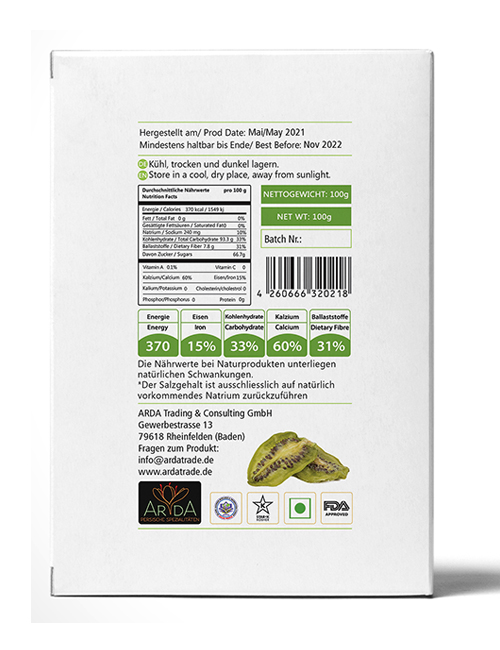 Hergestellt am/ Prod Date: Mai/May 2021
Mindestens haltbar bis Ende/ Best Before: Nov 2022
DE Kühl, trocken und dunkel lagern.
EN Store in a cool, dry place, away from sunlight.
Durchschnittliche Nährwerte pro 100 g
Nutrition Facts
Energie / Calories 370 kcal / 1549 kj
Fett / Total Fat 0 g 0%
Gesättigte Fettsäuren / Saturated Fat0 0%
Natrium / Sodium 240 mg 10%
Kohlenhydrate / Total Carbohydrate 93.3 g 33%
Ballaststoffe / Dietary Fiber 7.8 g 31%
Davon Zucker / Sugars 66.7g
Vitamin A 0.1% Vitamin C 0
Kalzium/Calcium 60% Eisen/Iron 15%
Kalium/Potassium 0 Cholesterin/cholestrol 0
Phosphor/Phosphorus 0 Protein 0g
NETTOGEWICHT: 100g
NET WT: 100g
Batch Nr.:
4 260666 320218
Energie Eisen Kohlenhydrate Kalzium Ballaststoffe
Energy Iron Carbohydrate Calcium Dietary Fibre
370 15% 33% 60% 31%
Die Nährwerte bei Naturprodukten unterliegen
natürlichen Schwankungen.
*Der Salzgehalt ist ausschliesslich auf natürlich
vorkommendes Natrium zurückzuführen
ARDA Trading & Consulting GmbH
Gewerbestrasse 13
79618 Rheinfelden (Baden)
Fragen zum Produkt:
info@ardatrade.de
www.ardatrade.de
ARDA
PERSISCHE SPEZIALITÄTEN
K
KOSHER
FDA
APPROVED